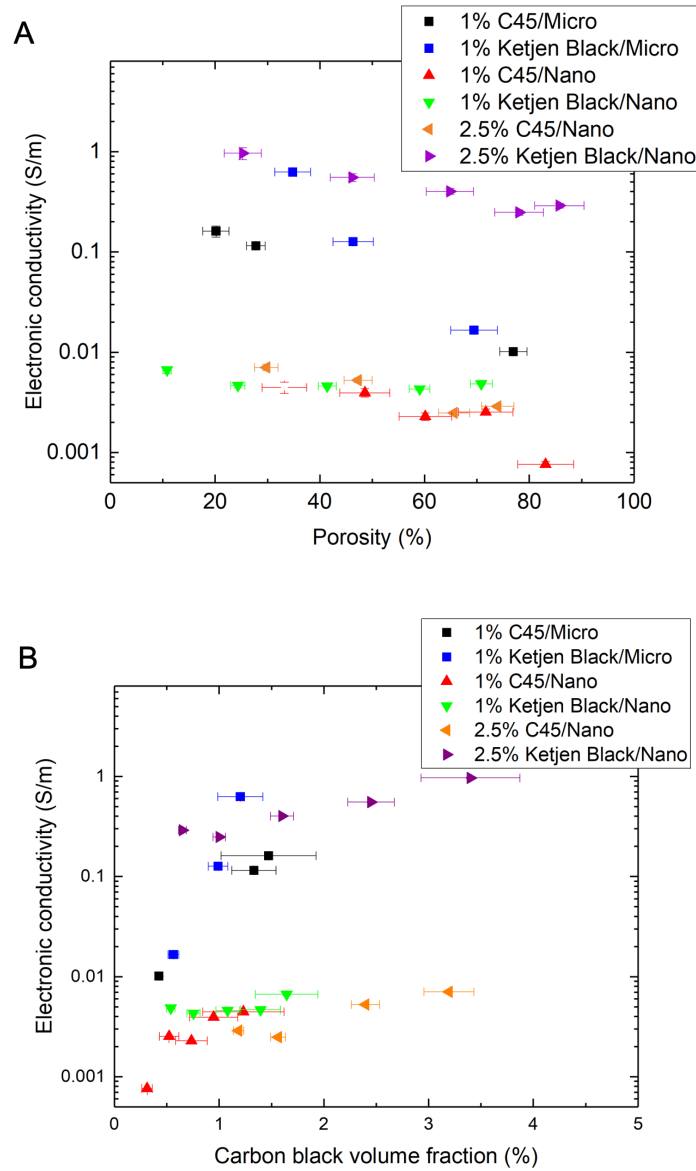 A
1% C45/Micro
1% Ketjen Black/Micro
1% C45/Nano
1% Ketjen Black/Nano
2.5% C45/Nano
2.5% Ketjen Black/Nano
Electronic conductivity (S/m)
1
0.1
0.01
0.001
0 20 40 60 80 100
Porosity (%)
B
1% C45/Micro
1% Ketjen Black/Micro
1% C45/Nano
1% Ketjen Black/Nano
2.5% C45/Nano
2.5% Ketjen Black/Nano
Electronic conductivity (S/m)
1
0.1
0.01
0.001
0 1 2 3 4 5
Carbon black volume fraction (%)